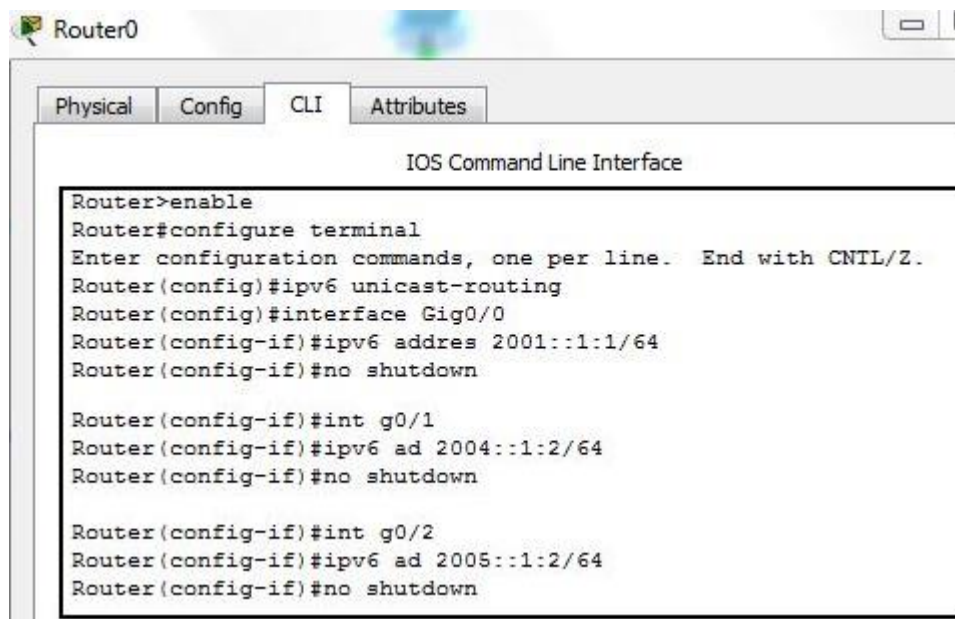 Router0
Physical Config CLI Attributes
IOS Command Line Interface
Router>enable
Router#configure terminal
Enter configuration commands, one per line. End with CNTL/Z.
Router(config)#ipv6 unicast-routing
Router(config)#interface Gig0/0
Router(config-if)#ipv6 addres 2001::1:1/64
Router(config-if)#no shutdown
Router(config-if)#int g0/1
Router(config-if)#ipv6 ad 2004::1:2/64
Router(config-if)#no shutdown
Router(config-if)#int g0/2
Router(config-if)#ipv6 ad 2005::1:2/64
Router(config-if)#no shutdown